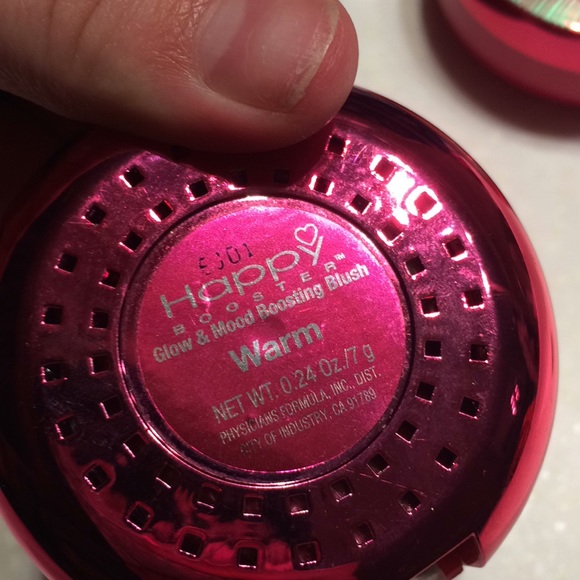 Happy
BOOSTER™
Glow & Mood Boosting Blush
Warm
NET WT. 0.24 Oz./7 g
PHYSICIANS FORMULA, INC., DIST.
CITY OF INDUSTRY, CA 91789